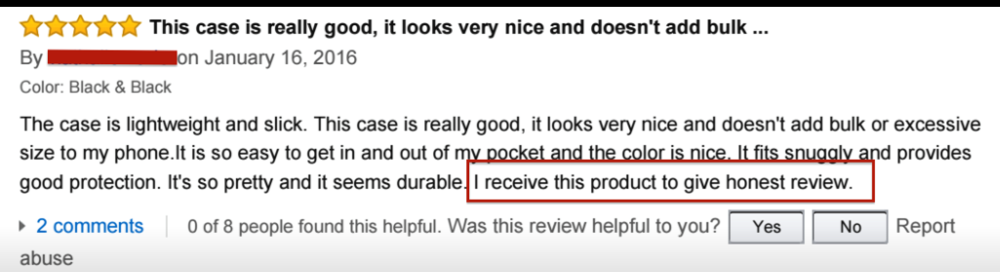 This case is really good, it looks very nice and doesn't add bulk ...
By on January 16, 2016
Color: Black & Black
The case is lightweight and slick. This case is really good, it looks very nice and doesn't add bulk or excessive
size to my phone.It is so easy to get in and out of my pocket and the color is nice. It fits snuggly and provides
good protection. It's so pretty and it seems durable. I receive this product to give honest review.
2 comments 0 of 8 people found this helpful. Was this review helpful to you? Yes No Report
abuse